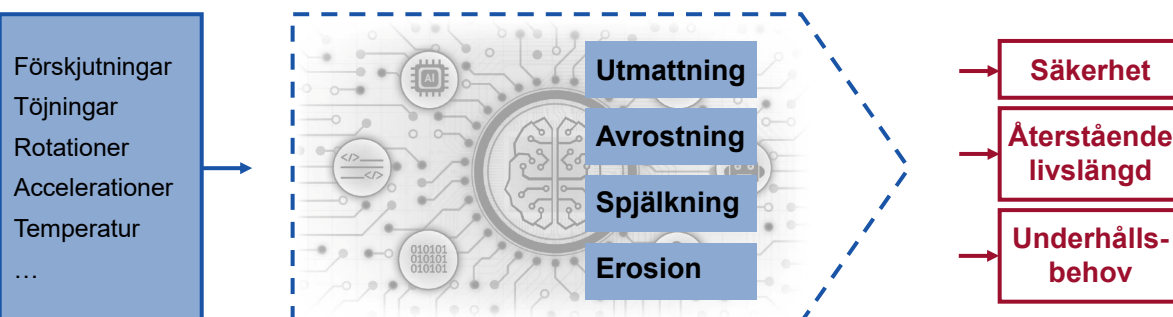 Förskjutningar
Töjningar
Rotationer
Accelerationer
Temperatur
…
AI
</>
</>
010101
010101
010101
Utmattning
Avrostning
Spjälkning
Erosion
Säkerhet
Återstående
livslängd
Underhålls-
behov